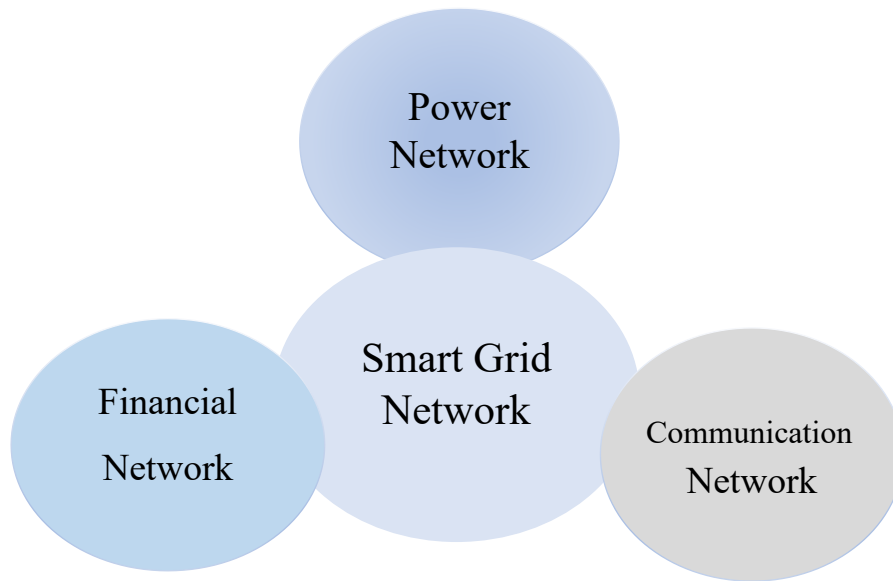 Power
Network
Smart Grid
Network
Financial
Network
Communication
Network